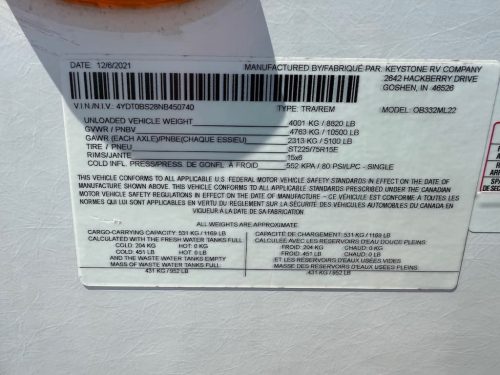 DATE: 12/6/2021
MANUFACTURED BY/FABRIQUÉ PAR: KEYSTONE RV COMPANY
2642 HACKBERRY DRIVE
GOSHEN, IN 46526
V.I.N./N.I.V.: 4YDT0BS28NB450740 TYPE: TRA/REM MODEL: OB332ML22
UNLOADED VEHICLE WEIGHT 4001 KG / 8820 LB
GVWR / PNBV 4763 KG / 10500 LB
GAWR (EACH AXLE)/PNBE(CHAQUE ESSIEU) 2313 KG / 5100 LB
TIRE / PNEU ST225/75R15E
RIMS/JANTE 15x6
COLD INFL. PRESS/PRESS. DE GONFL. À FROID 552 KPA / 80 PSI/LPC - SINGLE
THIS VEHICLE CONFORMS TO ALL APPLICABLE U.S. FEDERAL VEHICLE SAFETY STANDARDS IN EFFECT ON THE DATE OF
MANUFACTURE SHOWN ABOVE. THIS VEHICLE CONFORMS TO ALL APPLICABLE STANDARDS PRESCRIBED UNDER THE CANADIAN
MOTOR VEHICLE SAFETY REGULATIONS IN EFFECT ON THE DATE OF MANUFACTURE – CE VÉHICULE EST CONFORME À TOUTES LES
NORMES QUI LUI SONT APPLICABLES EN VERTU DU RÈGLEMENT SUR LA SÉCURITÉ DES VÉHICULES AUTOMOBILES DU CANADA EN
VIGUEUR À LA DATE DE SA FABRICATION
ALL WEIGHTS ARE APPROXIMATE
CARGO-CARRYING CAPACITY: 531 KG / 1169 LB
CALCULATED WITH THE FRESH WATER TANKS FULL
COLD: 204 KG HOT: 0 KG
COLD: 451 LB HOT: 0 LB
AND THE WASTE WATER TANKS EMPTY
MASS OF WASTE WATER TANKS FULL
431 KG / 952 LB
CAPACITÉ DE CHARGEMENT: 531 KG / 1169 LB
CALCULÉE AVEC LES RÉSERVOIRS D'EAU DOUCE PLEINS
FROID: 204 KG CHAUD: 0 KG
FROID: 451 LB CHAUD: 0 LB
ET LES RÉSERVOIRS D'EAUX USÉES VIDES
MASSE DES RÉSERVOIRS D'EAUX USÉES PLEINS
431 KG / 952 LB